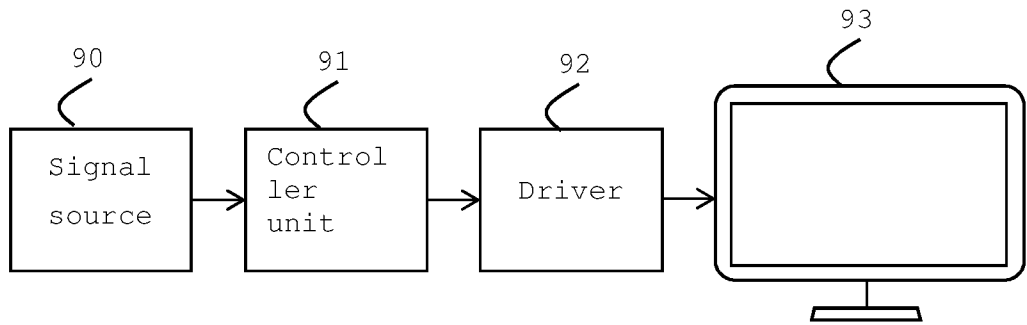 90
91
92
93
Signal
source
Control
ler
unit
Driver